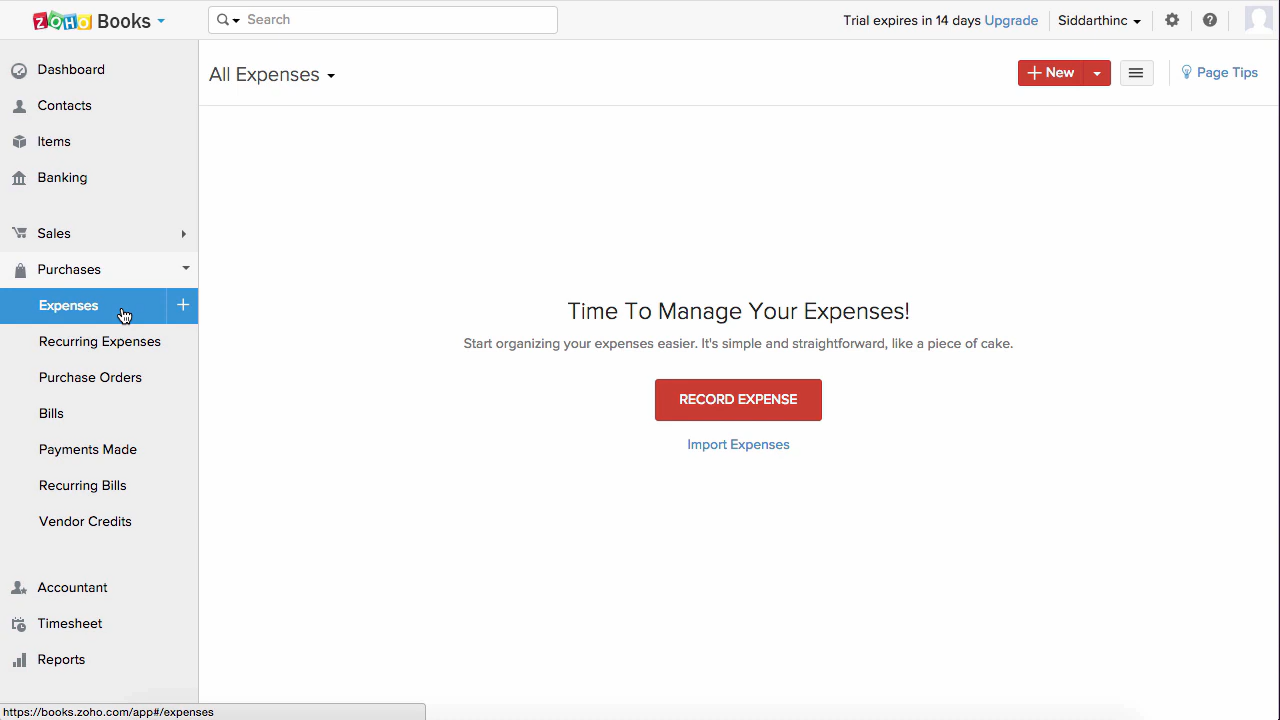 ZOHO Books
Search
Trial expires in 14 days Upgrade
Siddarthinc
Dashboard
Contacts
Items
Banking
Sales
Purchases
Expenses +
Recurring Expenses
Purchase Orders
Bills
Payments Made
Recurring Bills
Vendor Credits
Accountant
Timesheet
Reports
All Expenses
+ New
Page Tips
Time To Manage Your Expenses!
Start organizing your expenses easier. It's simple and straightforward, like a piece of cake.
RECORD EXPENSE
Import Expenses
https://books.zoho.com/app#/expenses